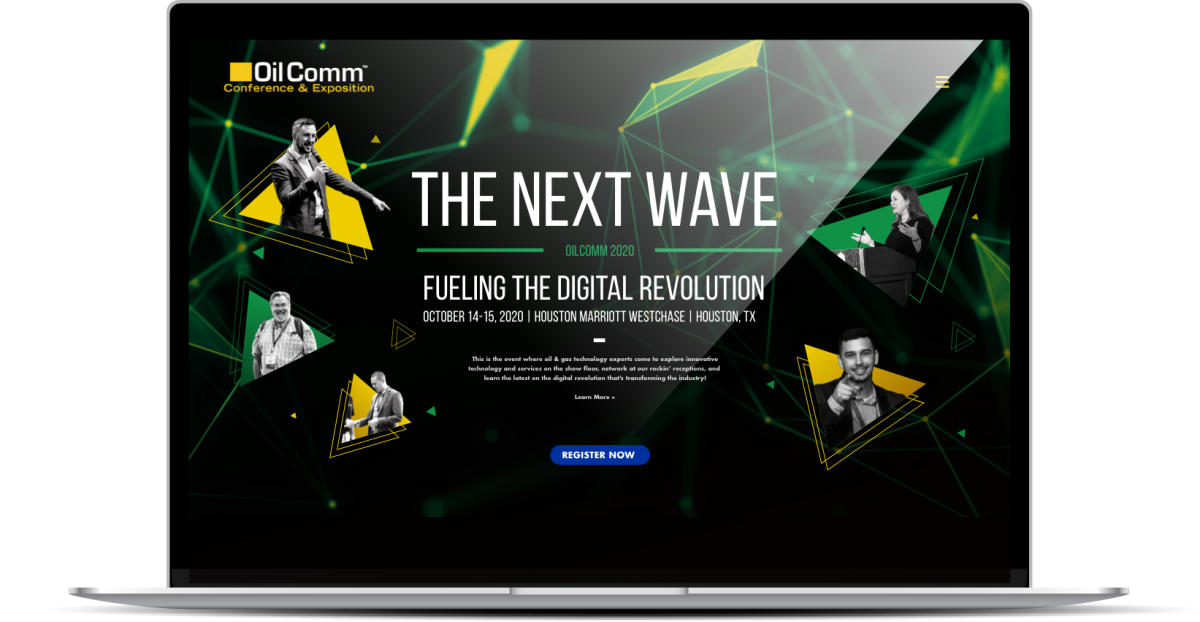 OilComm™
Conference & Exposition
THE NEXT WAVE
OILCOMM 2020
FUELING THE DIGITAL REVOLUTION
OCTOBER 14-15, 2020 | HOUSTON MARRIOTT WESTCHASE | HOUSTON, TX
This is the event where oil & gas technology experts come to explore innovative
technology and services on the show floor, network at our rockin' receptions, and
learn the latest on the digital revolution that's transforming the industry!
Learn More »
REGISTER NOW